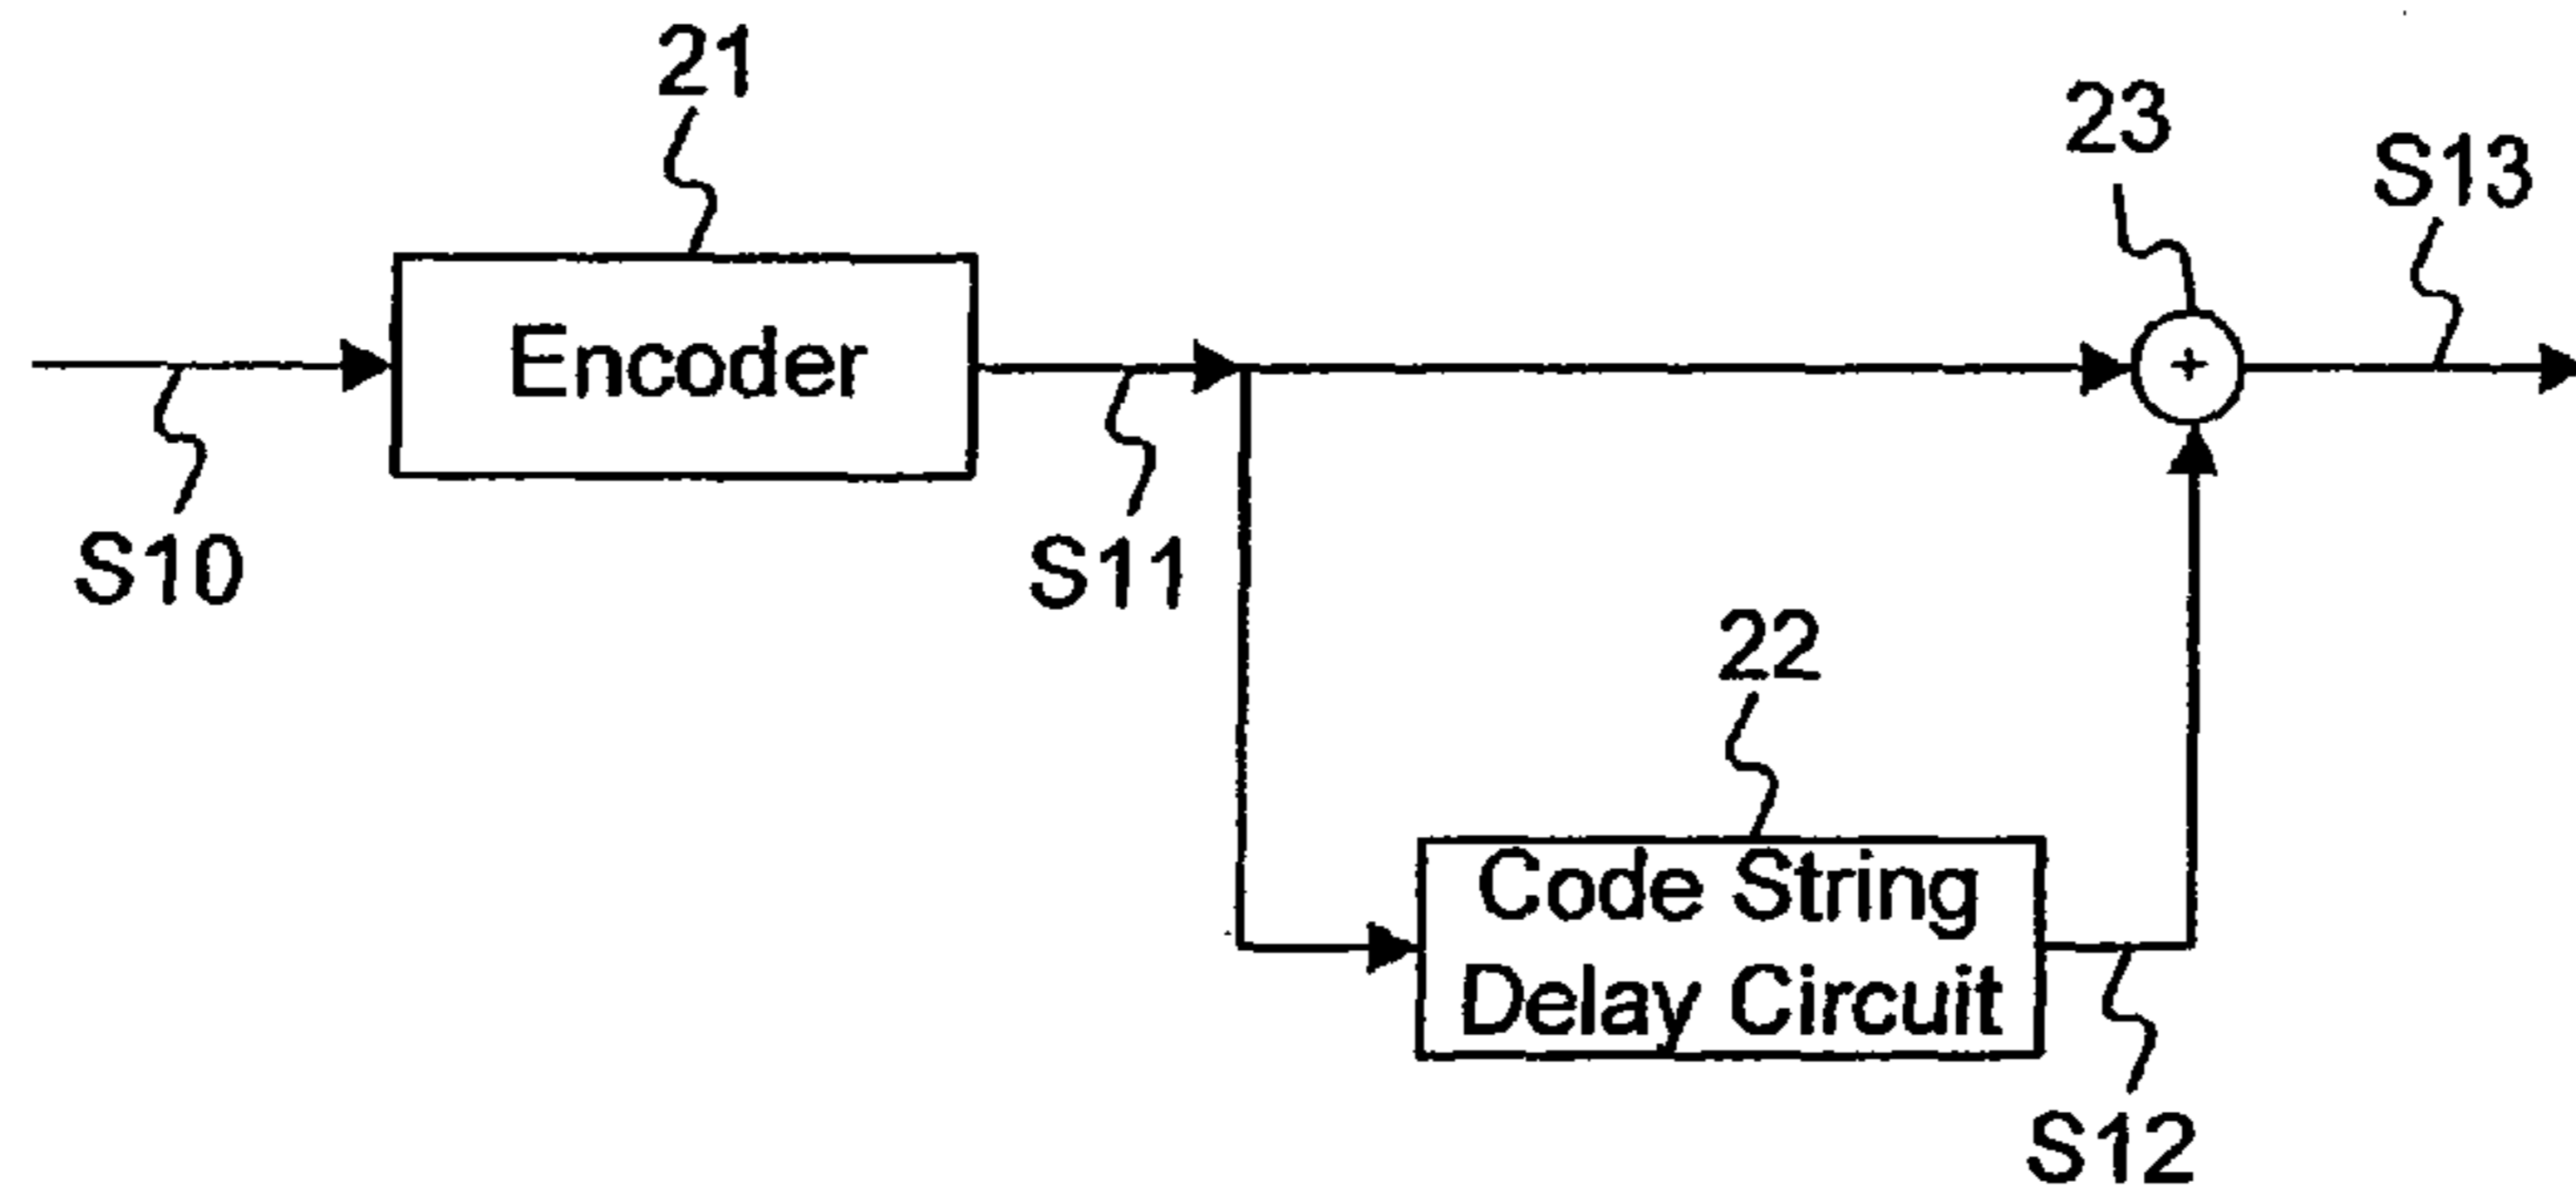 21
23
S13
Encoder
+
S10
S11
22
Code String
Delay Circuit
S12